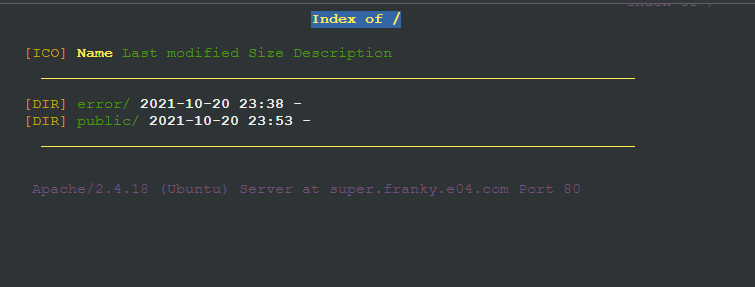 Index of /
[ICO] Name Last modified Size Description
[DIR] error/ 2021-10-20 23:38 -
[DIR] public/ 2021-10-20 23:53 -
Apache/2.4.18 (Ubuntu) Server at super.franky.e04.com Port 80